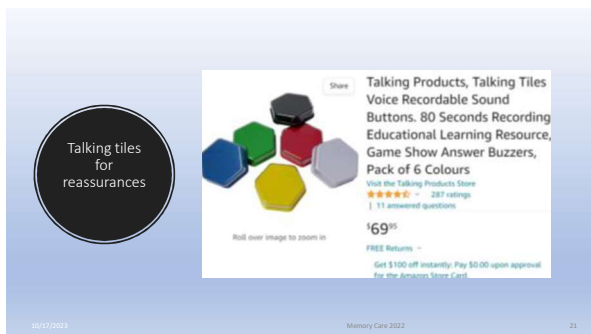 Talking tiles
for
reassurances
Share
Talking Products, Talking Tiles
Voice Recordable Sound
Buttons. 80 Seconds Recording
Educational Learning Resource,
Game Show Answer Buzzers,
Pack of 6 Colours
Visit the Talking Products Store
287 ratings
| 11 answered questions
$6995
FREE Returns
Roll over image to zoom in
Get $100 off instantly: Pay $0.00 upon approval
for the Amazon Store Card.
10/17/2023
Memory Care 2022
21